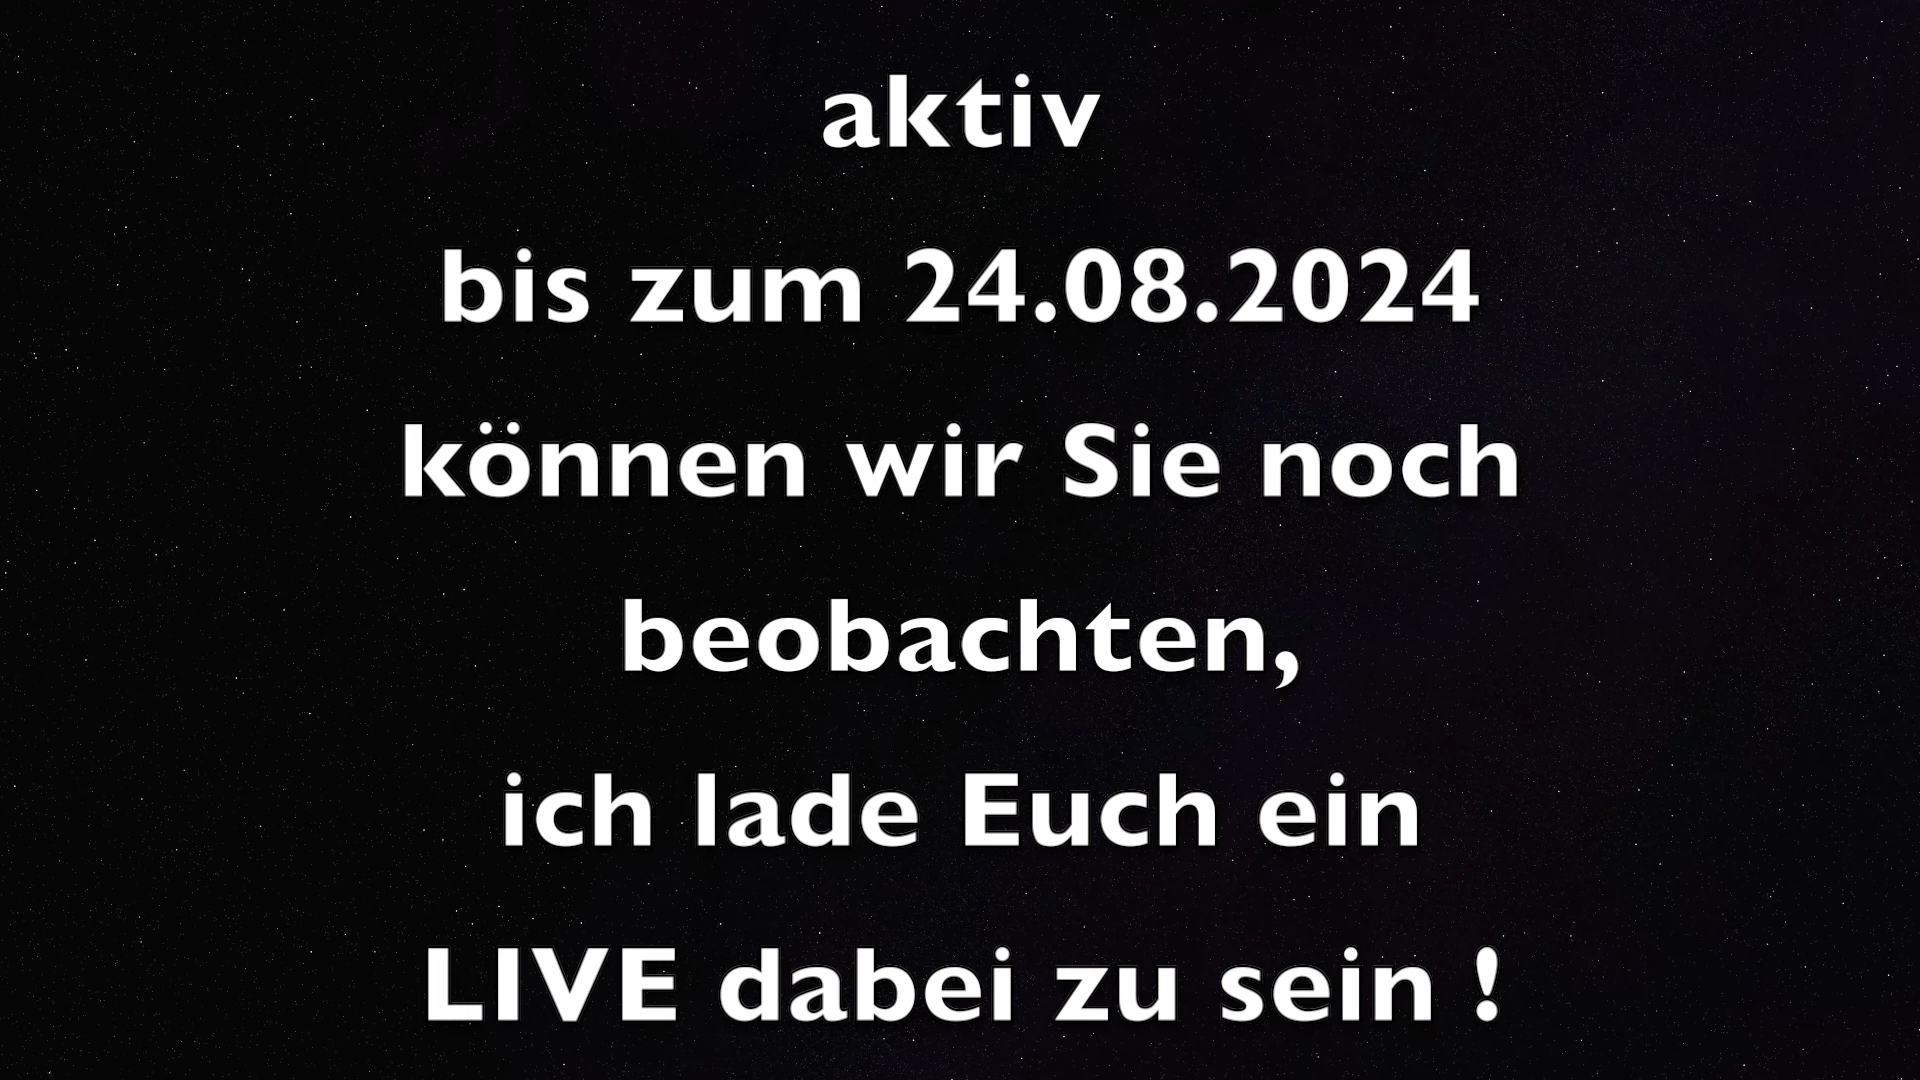 aktiv
bis zum 24.08.2024
können wir Sie noch
beobachten,
ich lade Euch ein
LIVE dabei zu sein !